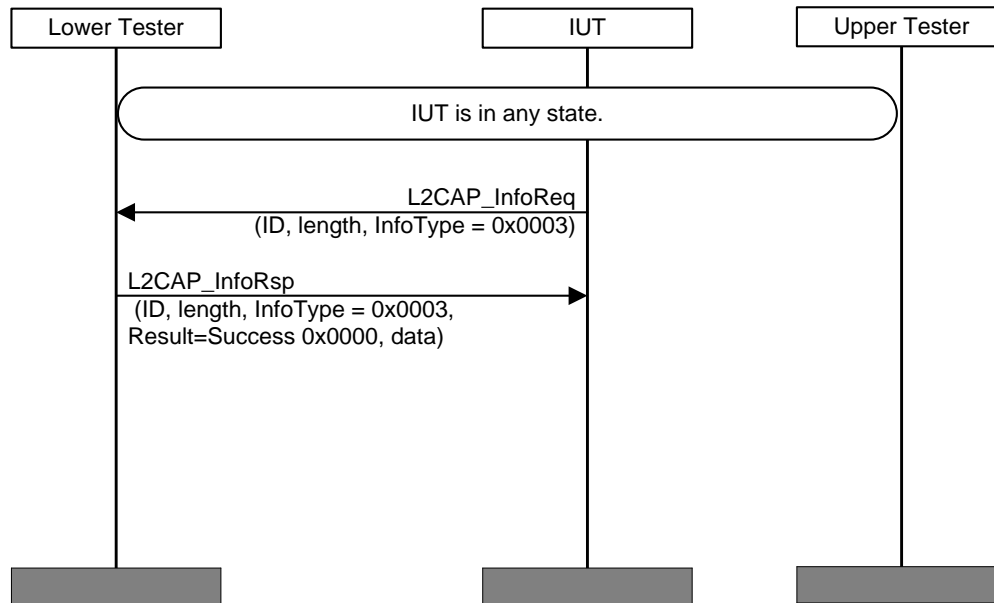 Lower Tester
IUT
Upper Tester
IUT is in any state.
L2CAP_InfoReq
(ID, length, InfoType = 0x0003)
L2CAP_InfoRsp
(ID, length, InfoType = 0x0003,
Result=Success 0x0000, data)